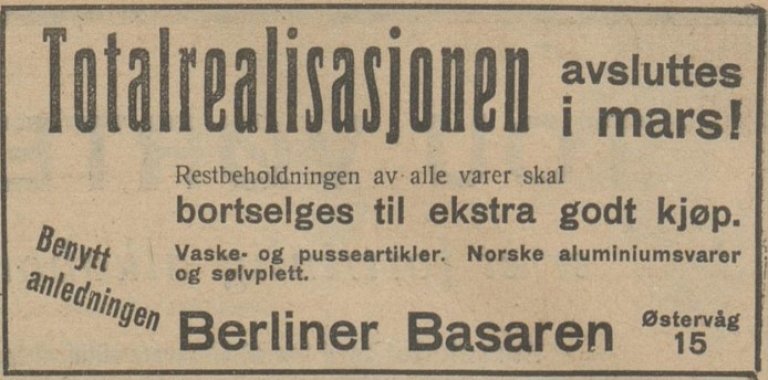 Totalrealisasjonen
avsluttes
i mars!
Restbeholdningen av alle varer skal
bortselges til ekstra godt kjøp.
Benytt
anledningen
Vaske- og pusseartikler. Norske aluminiumsvarer
og sølvplett.
Berliner Basaren
Østervåg
15